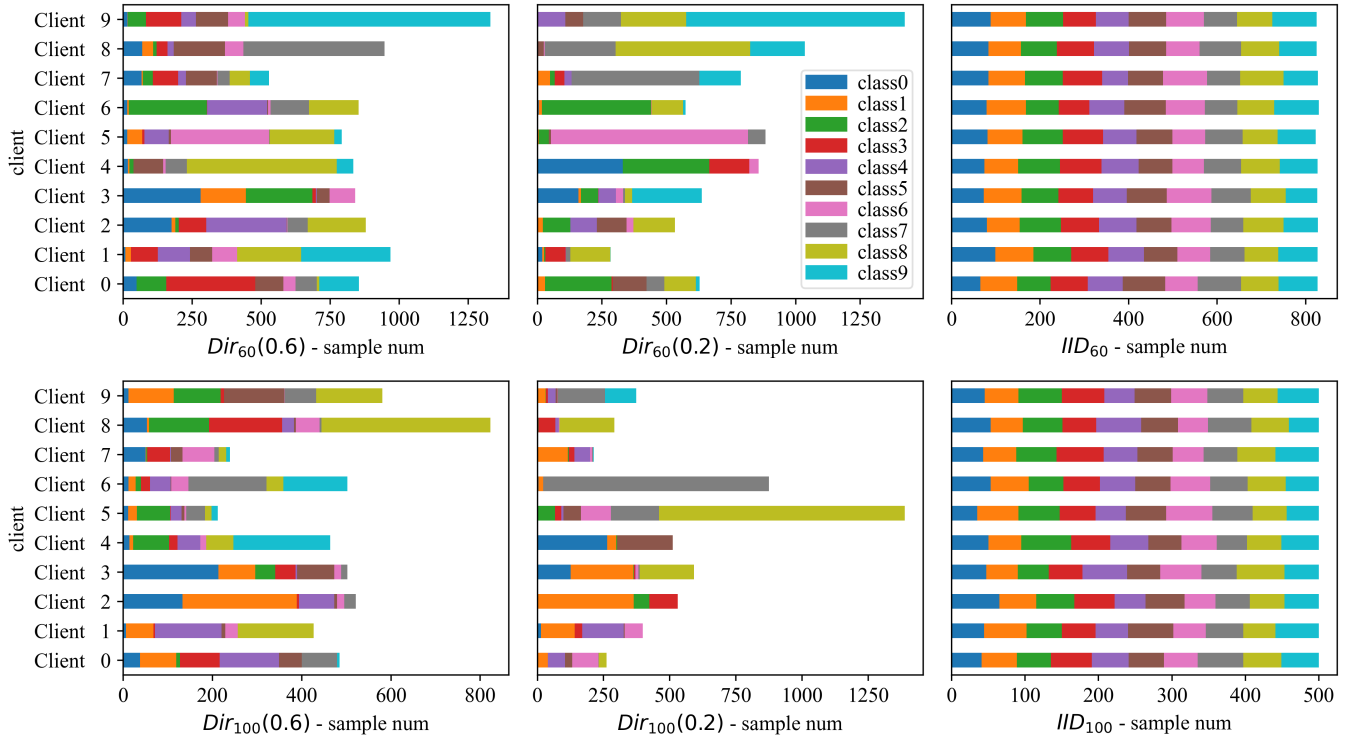 client
Client 9
Client 8
Client 7
Client 6
Client 5
Client 4
Client 3
Client 2
Client 1
Client 0
0 250 500 750 1000 1250
Dir₆₀(0.6) - sample num
class0
class1
class2
class3
class4
class5
class6
class7
class8
class9
0 250 500 750 1000 1250
Dir₆₀(0.2) - sample num
0 200 400 600 800
IID₆₀ - sample num
client
Client 9
Client 8
Client 7
Client 6
Client 5
Client 4
Client 3
Client 2
Client 1
Client 0
0 200 400 600 800
Dir₁₀₀(0.6) - sample num
0 250 500 750 1000 1250
Dir₁₀₀(0.2) - sample num
0 100 200 300 400 500
IID₁₀₀ - sample num